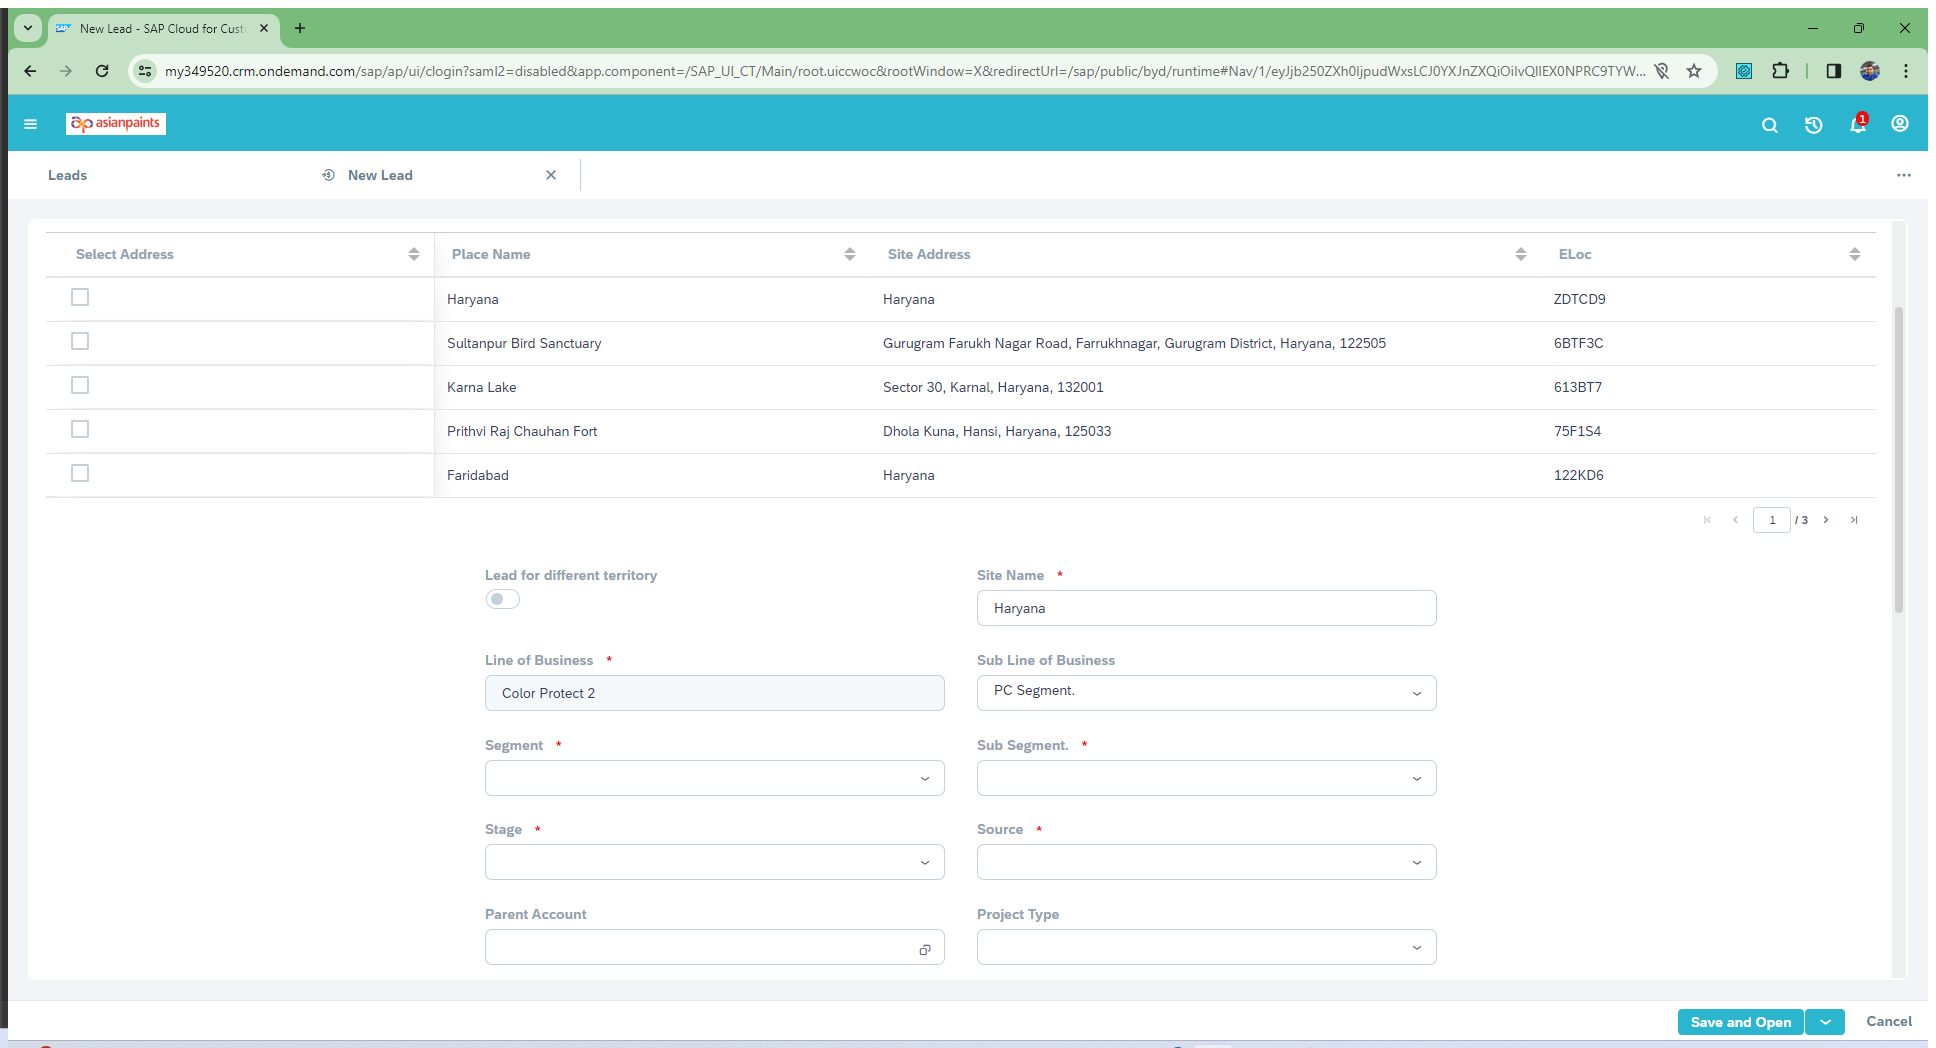 New Lead - SAP Cloud for Cust
my349520.crm.ondemand.com/sap/ap/ui/clogin?saml2=disabled&app.component=/SAP_UI_CT/Main/root.uiccwoc&rootWindow=X&redirectUrl=/sap/public/byd/runtime#Nav/1/eyJjb250ZXh0IjpudWxsLCJ0YXJnZXQiOiIvQllEX0NPRC9TYW...
asianpaints
1
Leads
New Lead
Select Address Place Name Site Address ELoc
Haryana Haryana ZDTCD9
Sultanpur Bird Sanctuary Gurugram Farukh Nagar Road, Farrukhnagar, Gurugram District, Haryana, 122505 6BTF3C
Karna Lake Sector 30, Karnal, Haryana, 132001 613BT7
Prithvi Raj Chauhan Fort Dhola Kuna, Hansi, Haryana, 125033 75F1S4
Faridabad Haryana 122KD6
1 / 3
Lead for different territory
Site Name *
Haryana
Line of Business *
Color Protect 2
Sub Line of Business
PC Segment.
Segment *
Sub Segment. *
Stage *
Source *
Parent Account
Project Type
Save and Open
Cancel